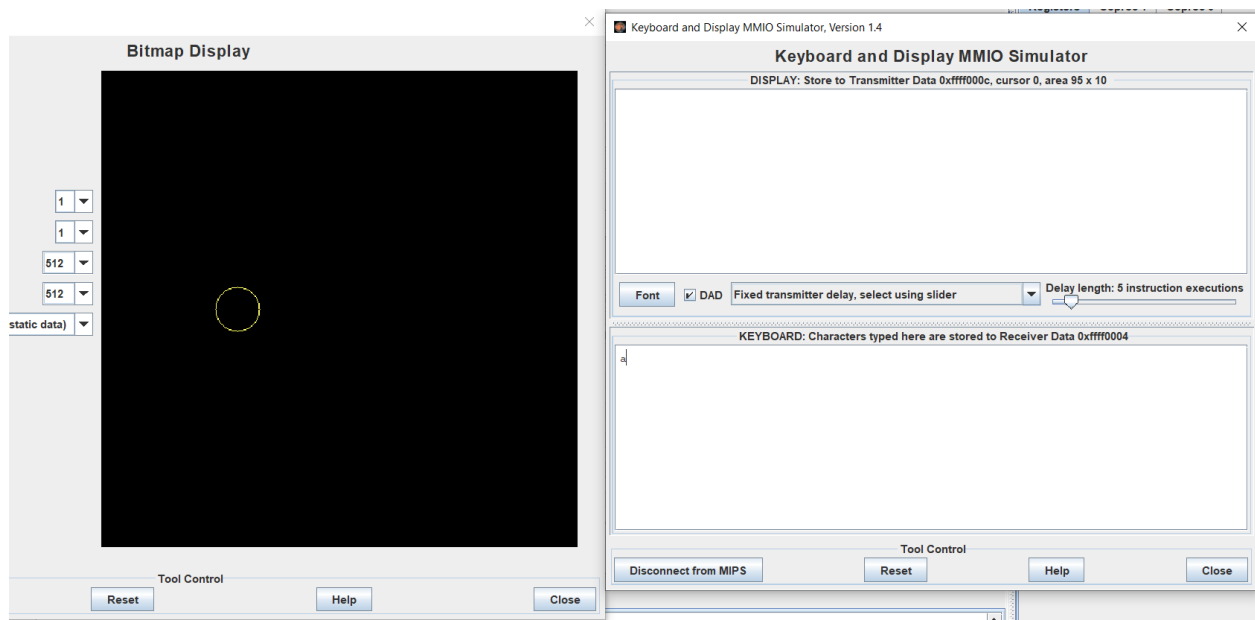 Bitmap Display
1
1
512
512
static data)
Tool Control
Reset
Help
Close
Keyboard and Display MMIO Simulator, Version 1.4
Keyboard and Display MMIO Simulator
DISPLAY: Store to Transmitter Data 0xffff000c, cursor 0, area 95 x 10
Font
DAD
Fixed transmitter delay, select using slider
Delay length: 5 instruction executions
KEYBOARD: Characters typed here are stored to Receiver Data 0xffff0004
a
Tool Control
Disconnect from MIPS
Reset
Help
Close